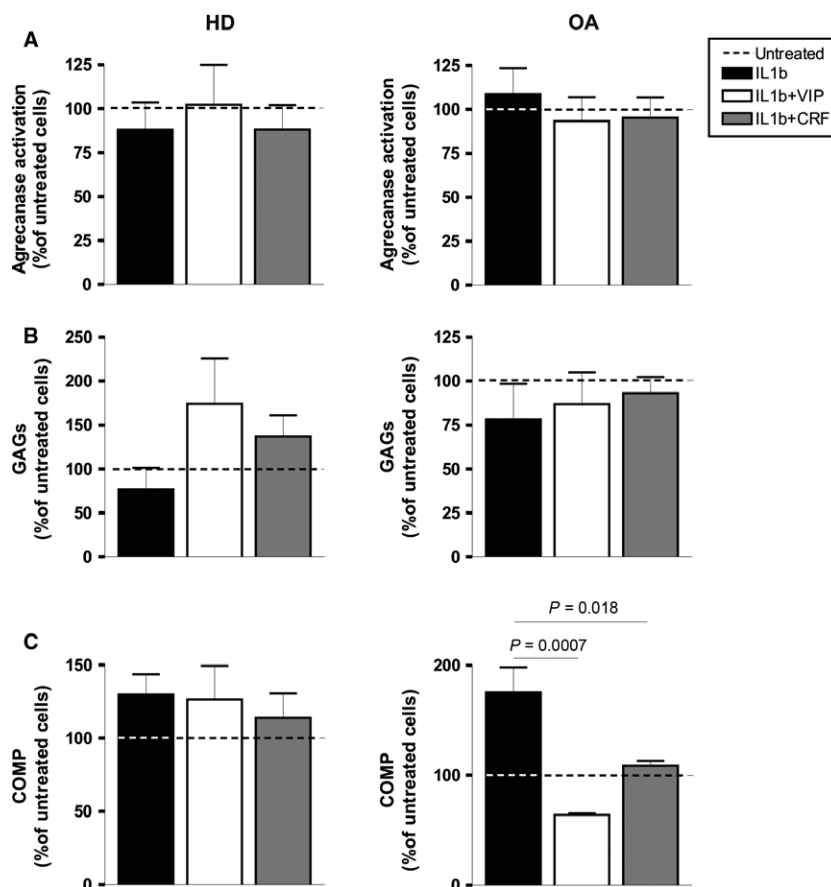 HD
OA
Untreated
IL1b
IL1b+VIP
IL1b+CRF
A
Agrecanase activation
(%of untreated cells)
125
100
75
50
25
0
Agrecanase activation
(%of untreated cells)
125
100
75
50
25
0
B
GAGs
(%of untreated cells)
250
200
150
100
50
0
GAGs
(%of untreated cells)
125
100
75
50
25
0
C
COMP
(%of untreated cells)
150
100
50
0
P = 0.018
P = 0.0007
COMP
(%of untreated cells)
200
100
0